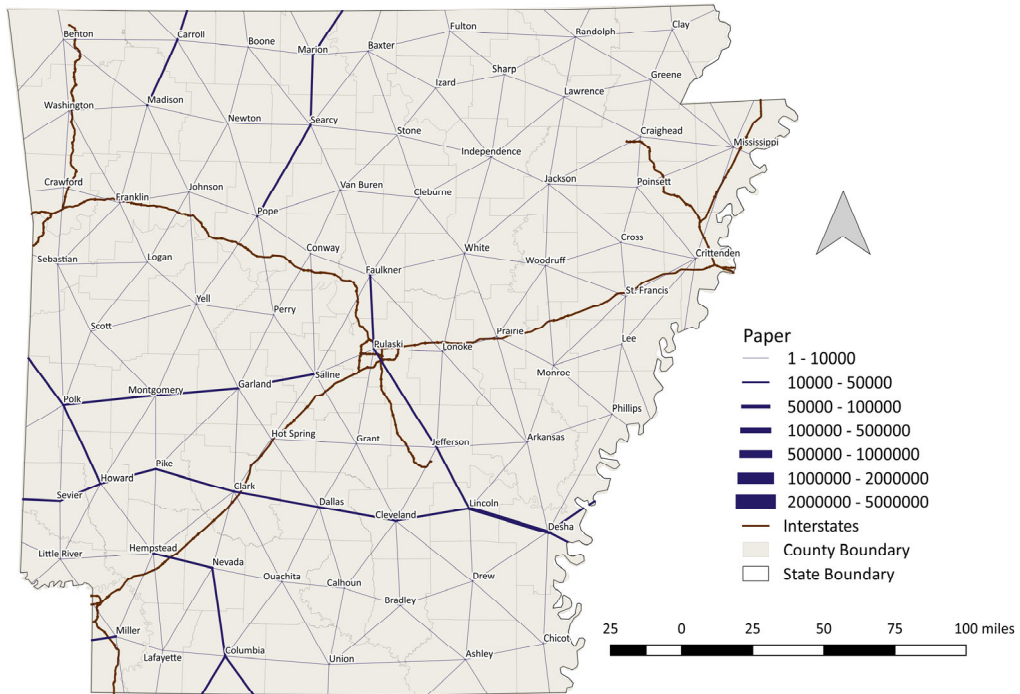 Benton
Carroll
Boone
Marion
Baxter
Fulton
Randolph
Clay
Washington
Madison
Newton
Searcy
Stone
Izard
Sharp
Lawrence
Greene
Independence
Craighead
Mississippi
Crawford
Franklin
Johnson
Pope
Van Buren
Cleburne
Jackson
Poinsett
Sebastian
Logan
Conway
Faulkner
White
Woodruff
Cross
Crittenden
Scott
Yell
Perry
Pulaski
Lonoke
Prairie
St. Francis
Lee
Polk
Montgomery
Garland
Saline
Monroe
Phillips
Hot Spring
Grant
Jefferson
Arkansas
Sevier
Howard
Pike
Clark
Dallas
Cleveland
Lincoln
Desha
Little River
Hempstead
Nevada
Ouachita
Calhoun
Bradley
Drew
Miller
Lafayette
Columbia
Union
Ashley
Chicot
Paper
1 - 10000
10000 - 50000
50000 - 100000
100000 - 500000
500000 - 1000000
1000000 - 2000000
2000000 - 5000000
Interstates
County Boundary
State Boundary
25 0 25 50 75 100 miles